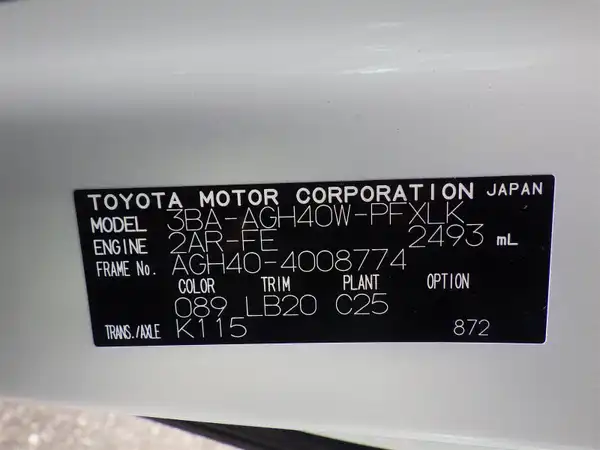 TOYOTA MOTOR CORPORATION JAPAN
MODEL 3BA-AGH40W-PFXLK
ENGINE 2AR-FE 2493 mL
FRAME No. AGH40-4008774
COLOR TRIM PLANT OPTION
089 LB20 C25
TRANS./AXLE K115 872